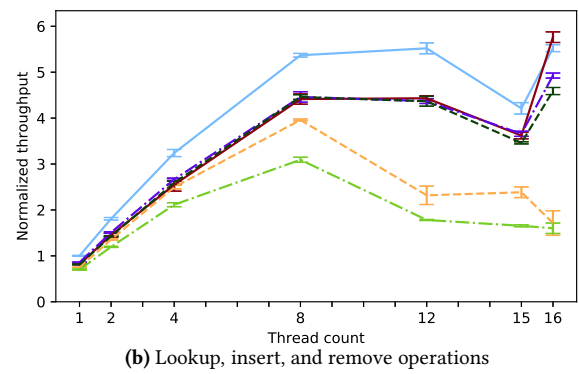 6
5
4
3
2
1
0
Normalized throughput
1 2 4 8 12 15 16
Thread count
(b) Lookup, insert, and remove operations